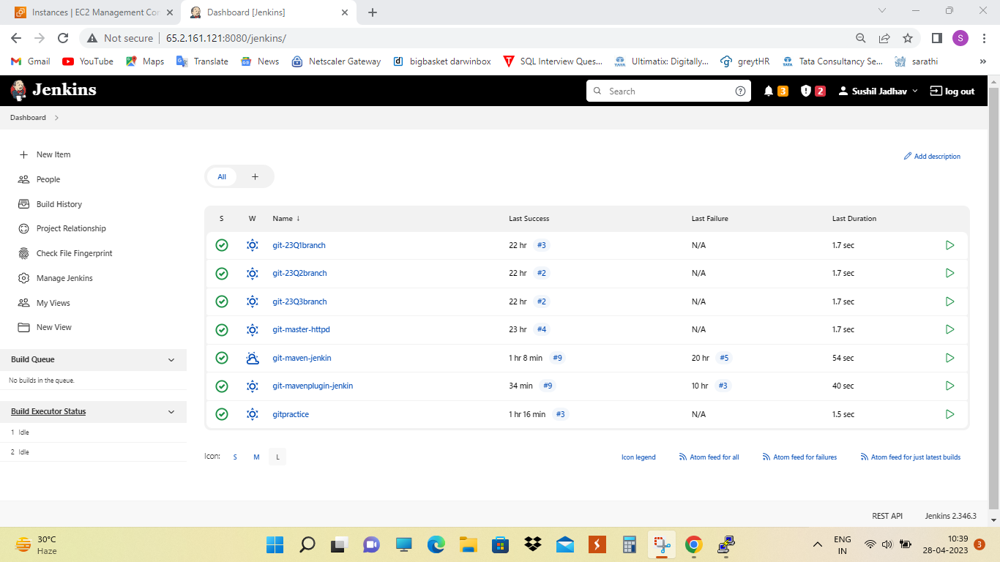 Instances | EC2 Management Con
Dashboard [Jenkins]
Not secure | 65.2.161.121:8080/jenkins/
S
Gmail YouTube Maps Translate News Netscaler Gateway bigbasket darwinbox SQL Interview Ques... Ultimatix: Digitally... greytHR Tata Consultancy Se... sarathi »
Jenkins
Search
3
2
Sushil Jadhav
log out
Dashboard
New Item
People
Build History
Project Relationship
Check File Fingerprint
Manage Jenkins
My Views
New View
Build Queue
No builds in the queue.
Build Executor Status
1 Idle
2 Idle
Add description
All +
S W Name ↓ Last Success Last Failure Last Duration
git-23Q1branch 22 hr #3 N/A 1.7 sec
git-23Q2branch 22 hr #2 N/A 1.7 sec
git-23Q3branch 22 hr #2 N/A 1.7 sec
git-master-httpd 23 hr #4 N/A 1.7 sec
git-maven-jenkin 1 hr 8 min #9 20 hr #5 54 sec
git-mavenplugin-jenkin 34 min #9 10 hr #3 40 sec
gitpractice 1 hr 16 min #3 N/A 1.5 sec
Icon: S M L
Icon legend Atom feed for all Atom feed for failures Atom feed for just latest builds
REST API Jenkins 2.346.3
30°C
Haze
ENG
IN
10:39
28-04-2023
3